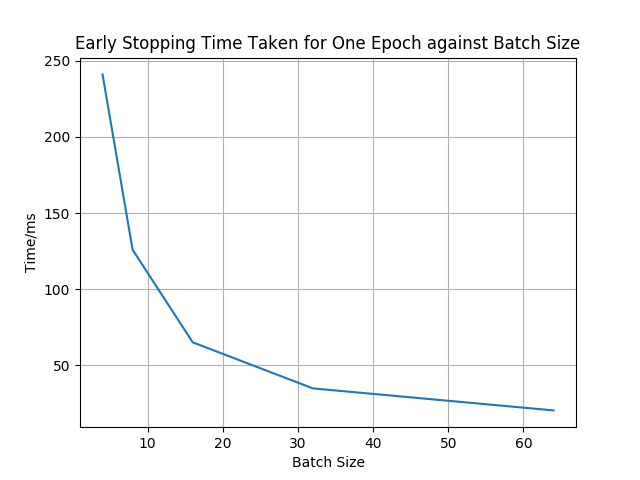 Early Stopping Time Taken for One Epoch against Batch Size
250
200
150
100
50
Time/ms
10 20 30 40 50 60
Batch Size